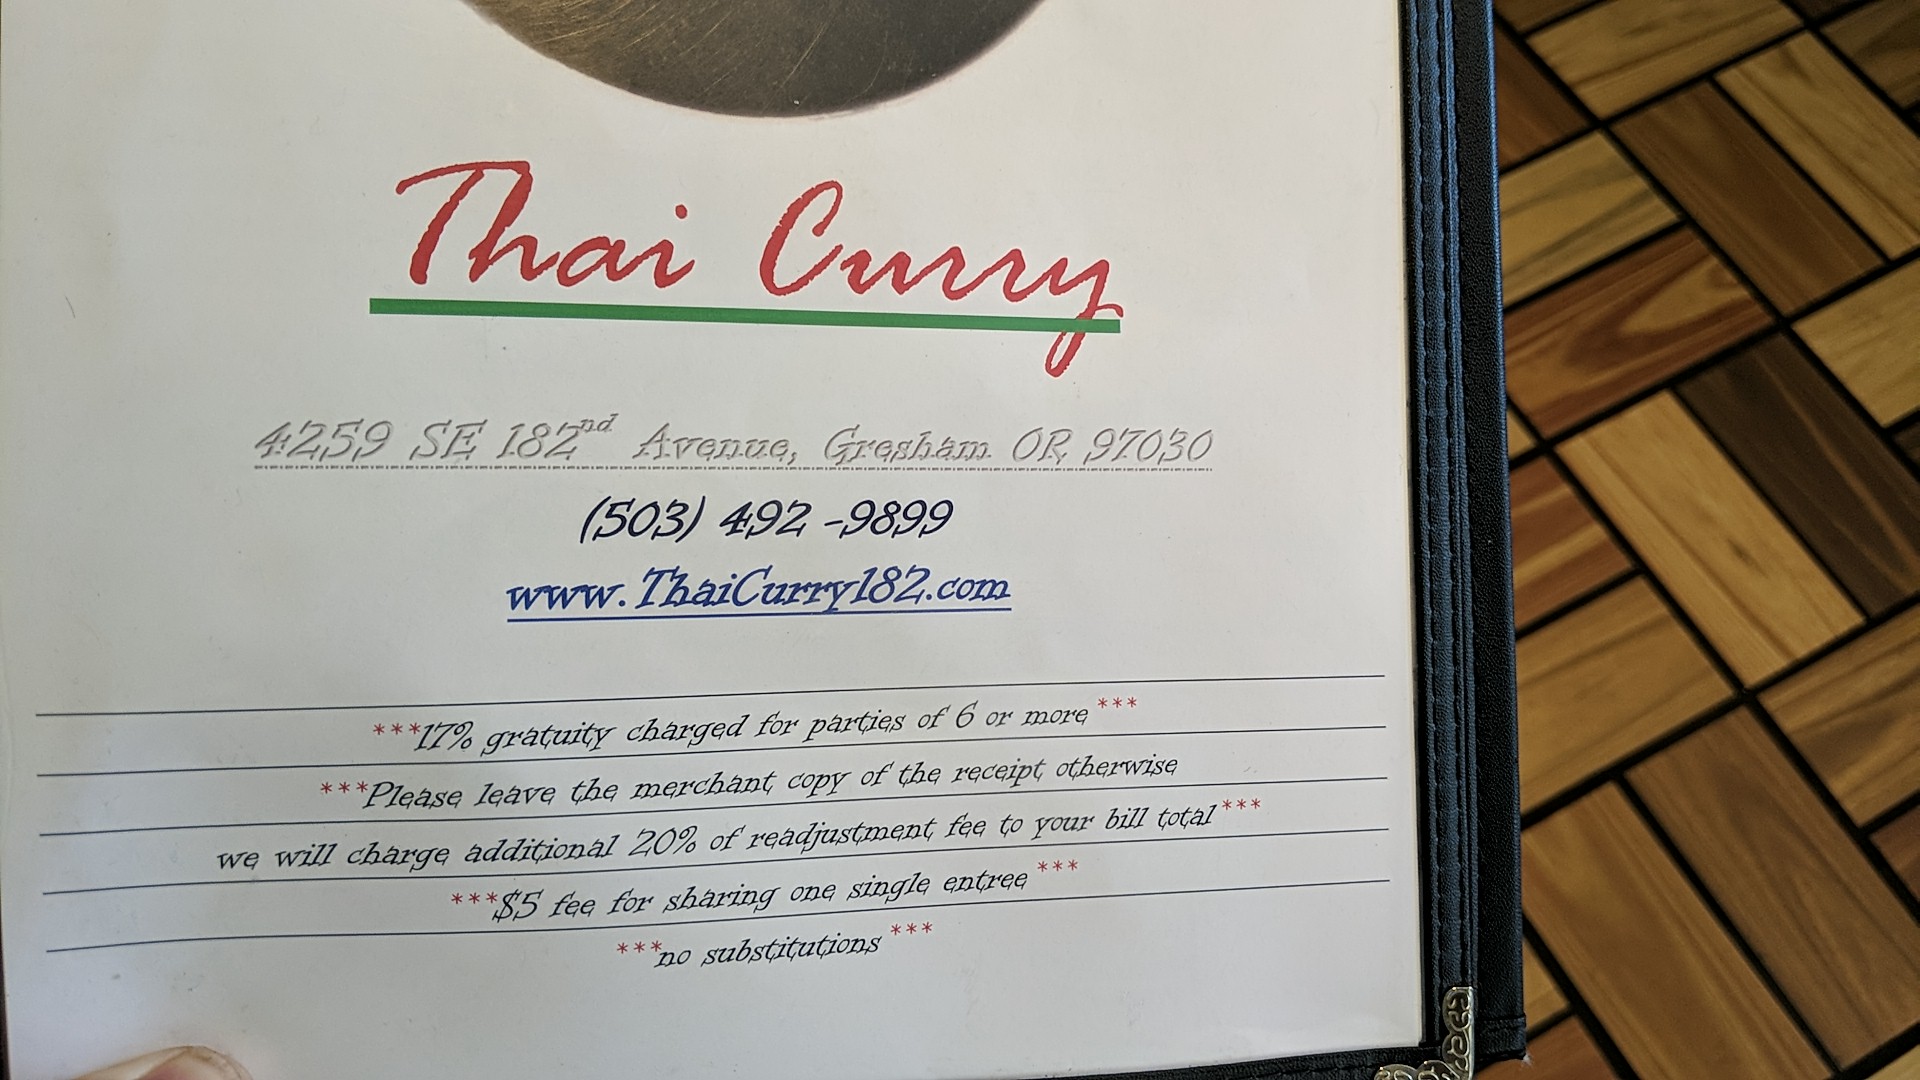 Thai Curry
4259 SE 182nd Avenue, Gresham OR 97030
(503) 492 -9899
www.ThaiCurry182.com
***17% gratuity charged for parties of 6 or more***
***Please leave the merchant copy of the receipt otherwise
we will charge additional 20% of readjustment fee to your bill total***
***$5 fee for sharing one single entree***
***no substitutions***